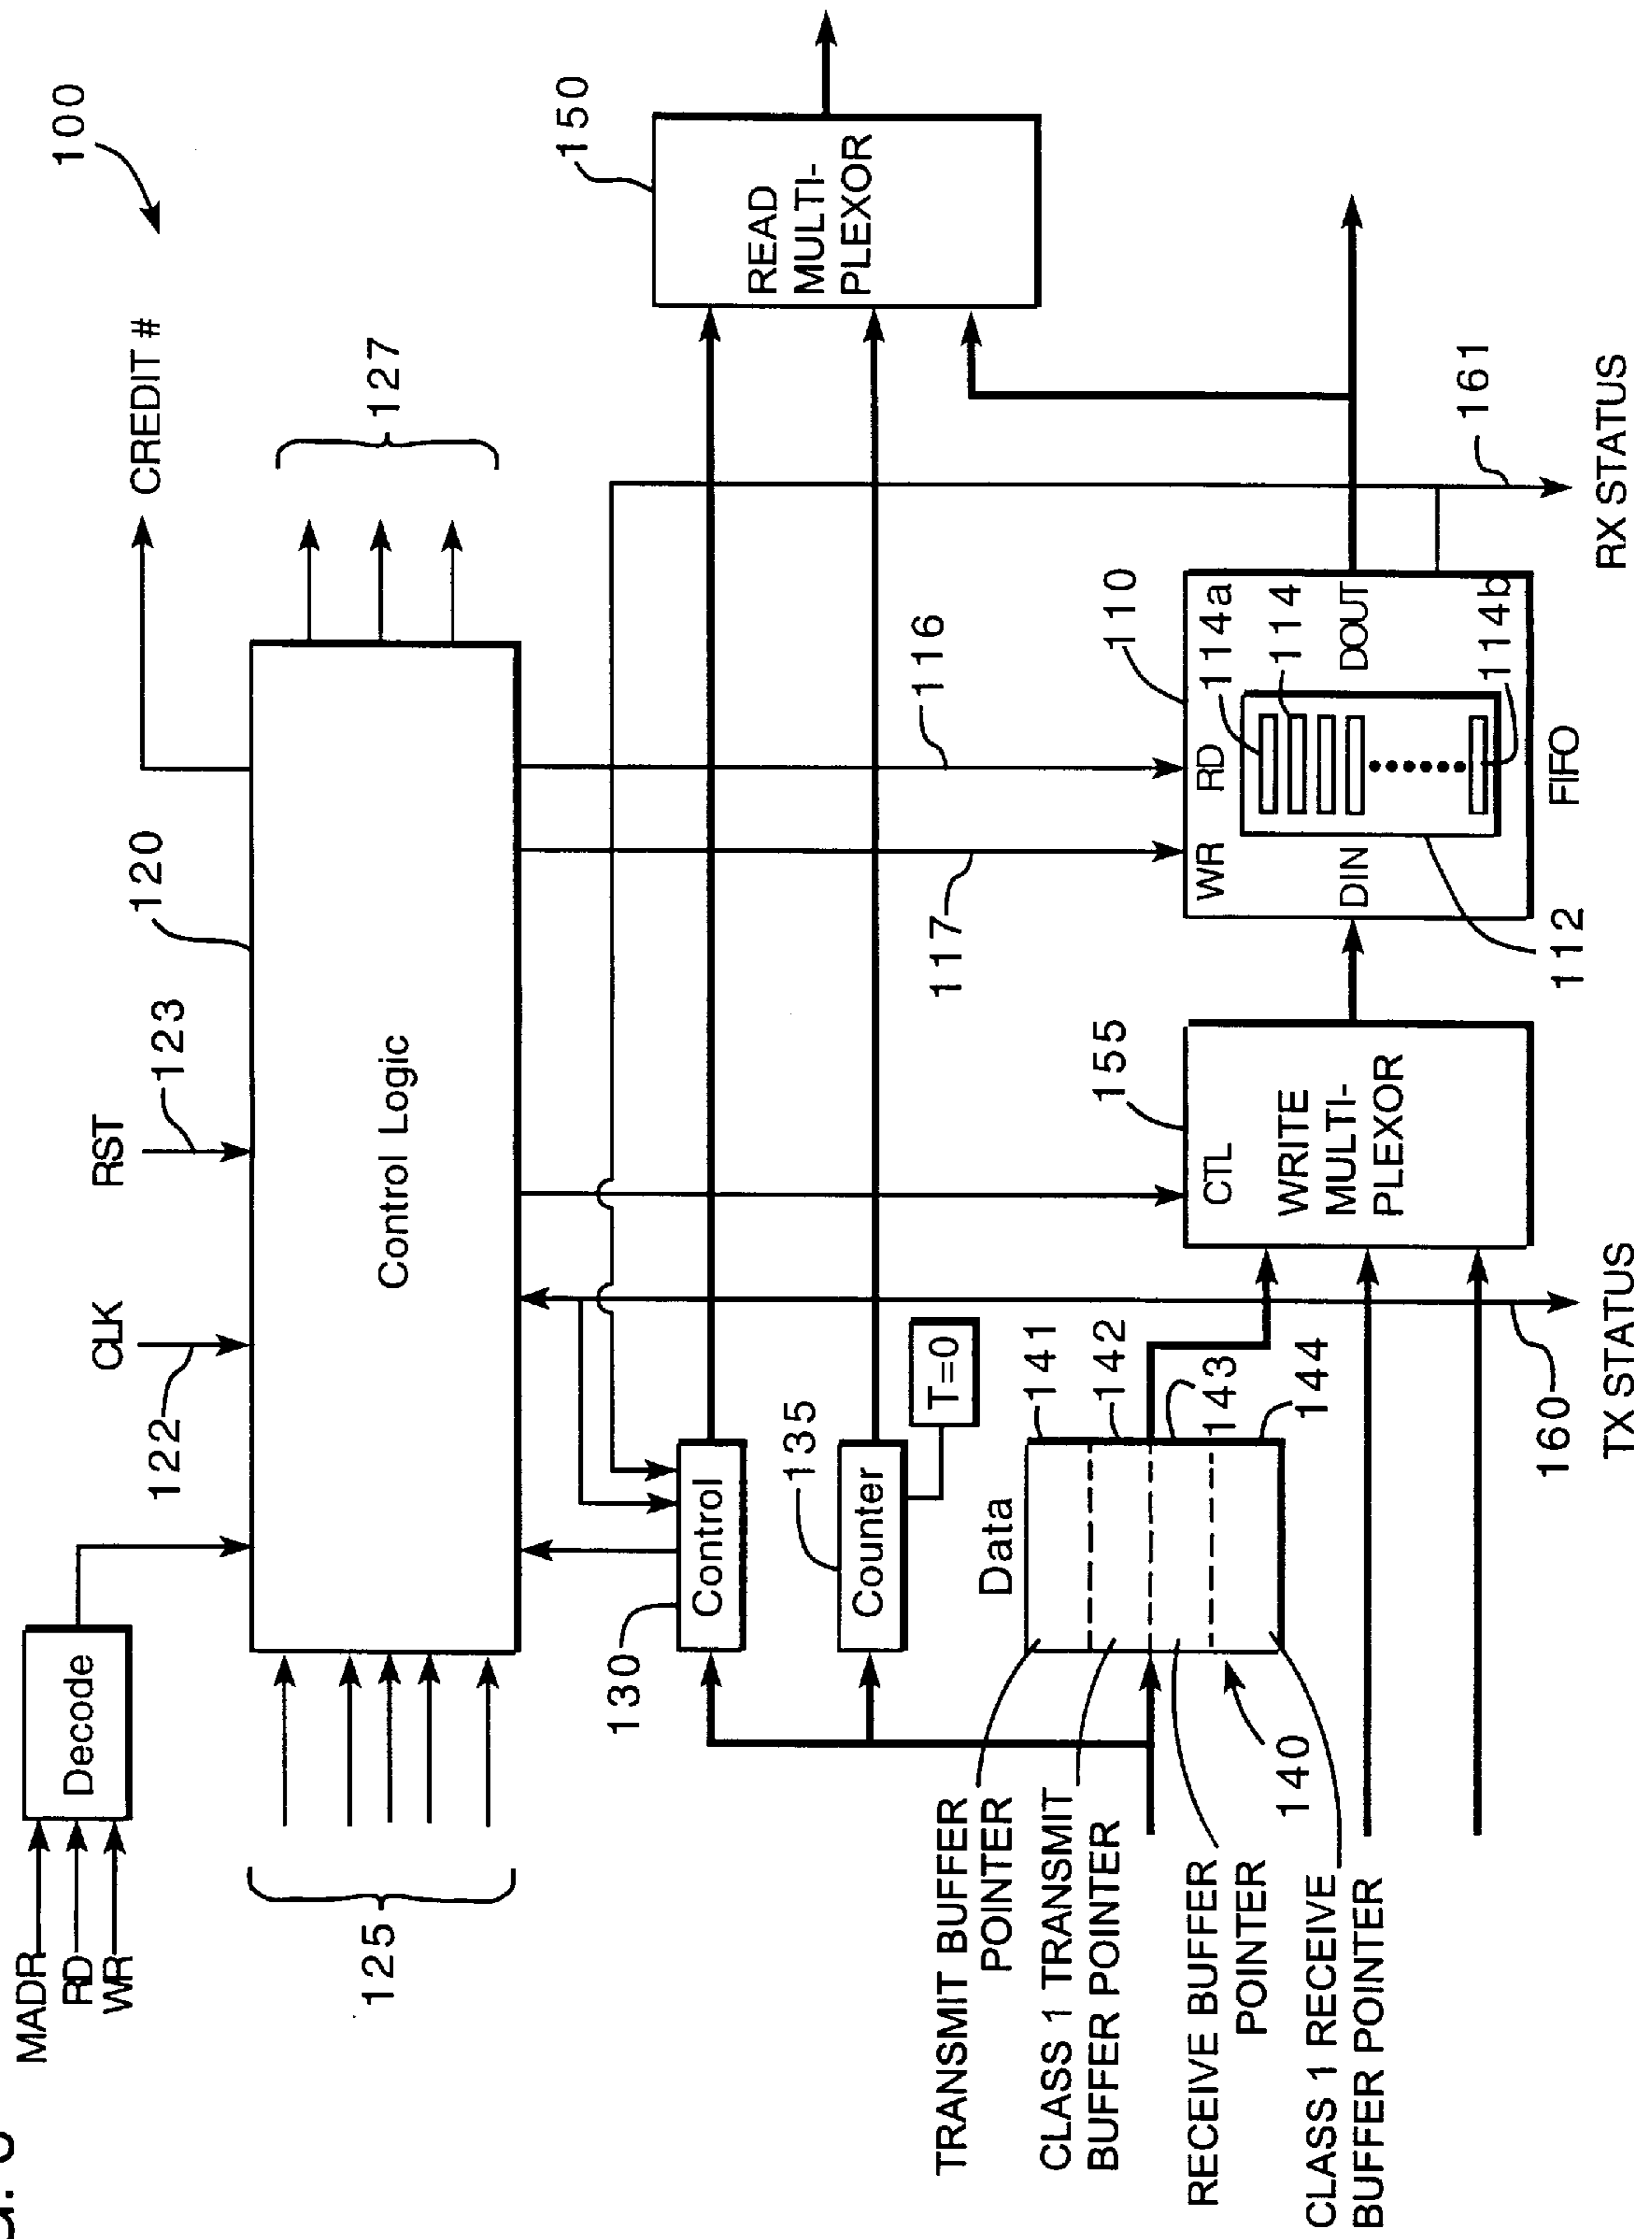 100
MADR
RD
WR
Decode
CLK
122
RST
123
120
CREDIT #
125
Control Logic
127
150
READ
MULTI-
PLEXOR
130
Control
135
Counter
T=0
117
116
Data
141
142
143
144
140
TRANSMIT BUFFER
POINTER
CLASS 1 TRANSMIT
BUFFER POINTER
RECEIVE BUFFER
POINTER
CLASS 1 RECEIVE
BUFFER POINTER
155
CTL
WRITE
MULTI-
PLEXOR
110
WR
RD
114a
114
DIN
DOUT
114b
112
FIFO
160
TX STATUS
161
RX STATUS